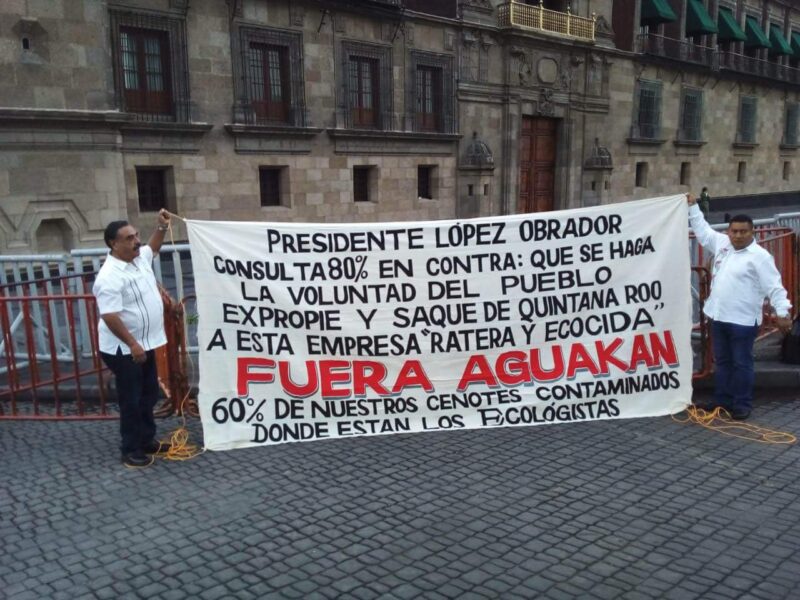 PRESIDENTE LÓPEZ OBRADOR
CONSULTA 80% EN CONTRA: QUE SE HAGA
LA VOLUNTAD DEL PUEBLO
EXPROPIE Y SAQUE DE QUINTANA ROO
A ESTA EMPRESA "RATERA Y ECOCIDA"
FUERA AGUAKAN
60% DE NUESTROS CENOTES CONTAMINADOS
DONDE ESTAN LOS ECOLÓGISTAS